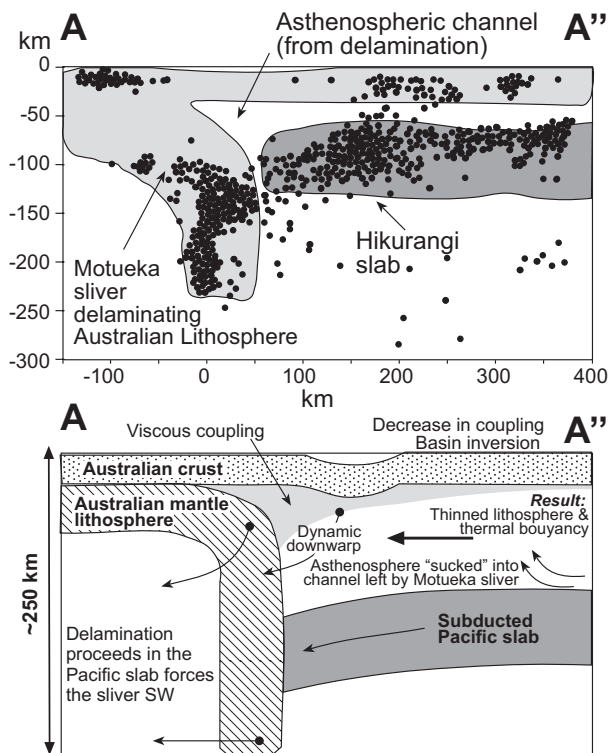 km
A
Asthenospheric channel
(from delamination)
A”
0
-50
-100
-150
-200
-250
-300
Motueka
sliver
delaminating
Australian Lithosphere
Hikurangi
slab
-100
0
100
200
300
400
km
A
Viscous coupling
Decrease in coupling
Basin inversion
A”
Australian crust
Australian mantle
lithosphere
Result:
Thinned lithosphere &
thermal bouyancy
Dynamic
downwarp
Asthenosphere “sucked” into
channel left by Motueka sliver
~250 km
Delamination
proceeds in the
Pacific slab forces
the sliver SW
Subducted
Pacific slab